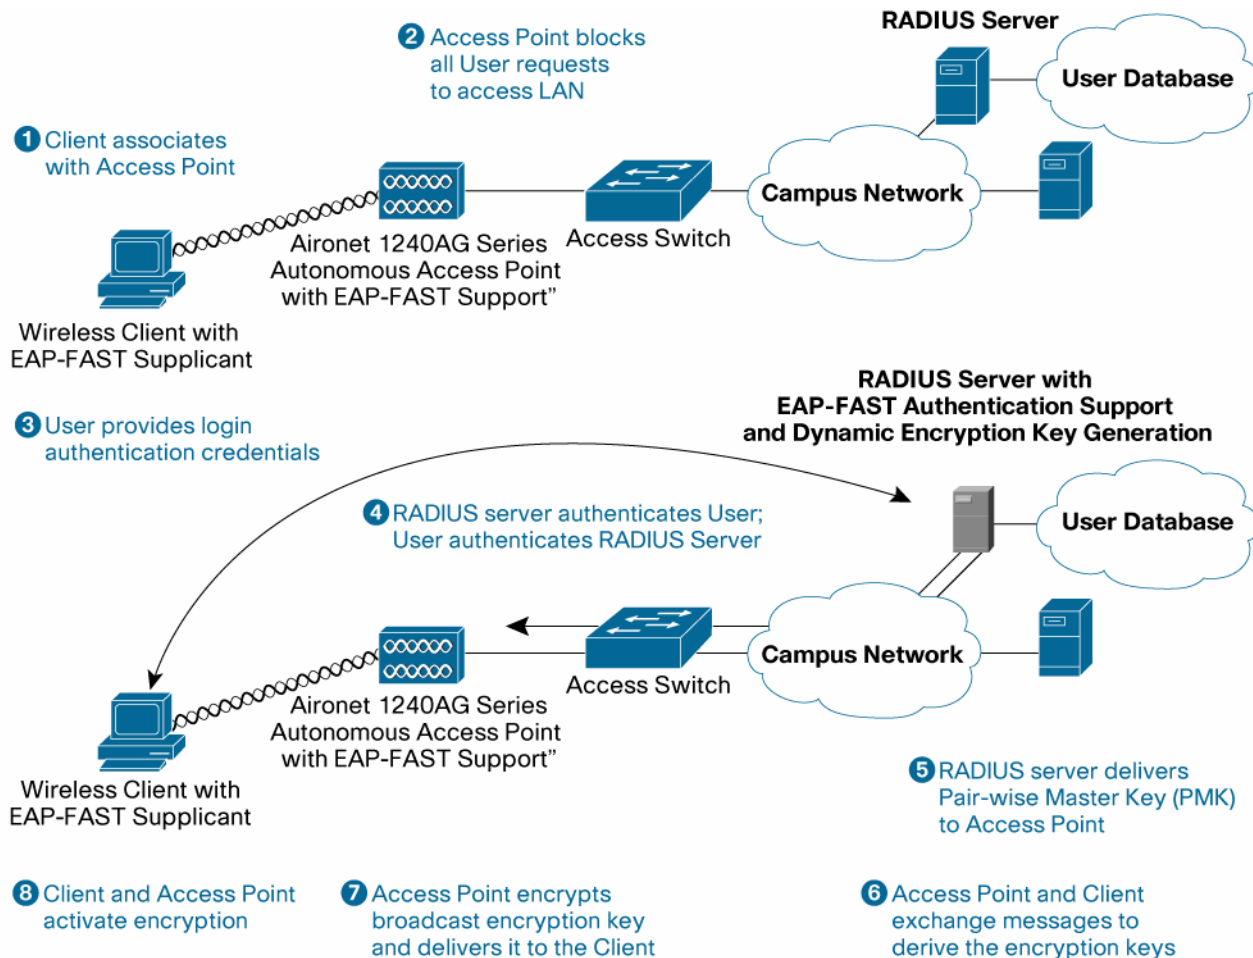 RADIUS Server
2 Access Point blocks
all User requests
to access LAN
User Database
1 Client associates
with Access Point
Campus Network
Access Switch
Aironet 1240AG Series
Autonomous Access Point
with EAP-FAST Support”
Wireless Client with
EAP-FAST Supplicant
RADIUS Server with
EAP-FAST Authentication Support
and Dynamic Encryption Key Generation
3 User provides login
authentication credentials
4 RADIUS server authenticates User;
User authenticates RADIUS Server
User Database
Campus Network
Access Switch
Aironet 1240AG Series
Autonomous Access Point
with EAP-FAST Support”
Wireless Client with
EAP-FAST Supplicant
5 RADIUS server delivers
Pair-wise Master Key (PMK)
to Access Point
8 Client and Access Point
activate encryption
7 Access Point encrypts
broadcast encryption key
and delivers it to the Client
6 Access Point and Client
exchange messages to
derive the encryption keys